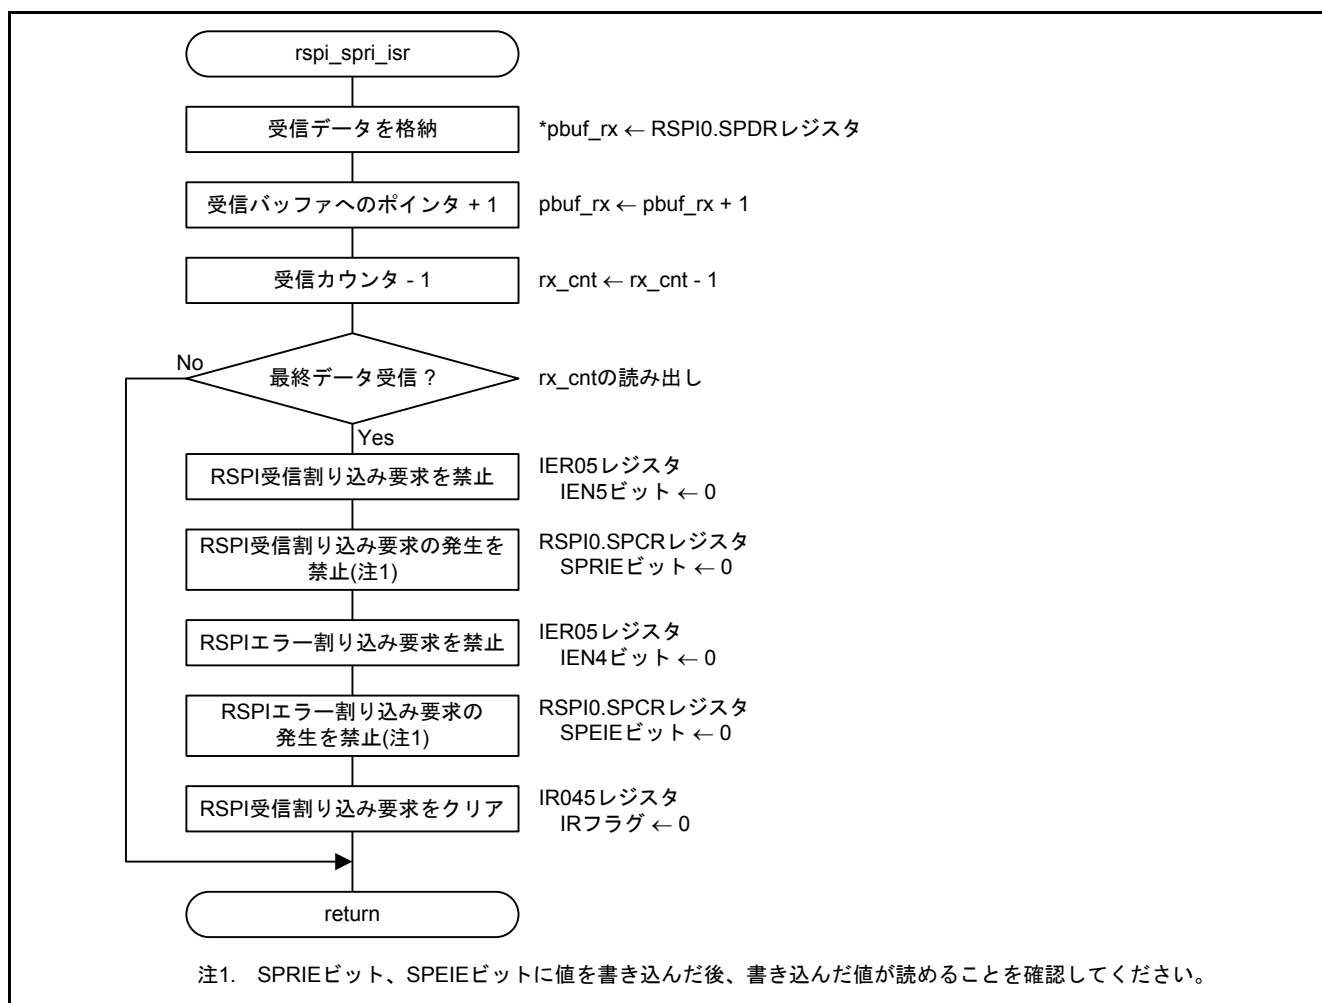 rspi_spri_isr
受信データを格納
*pbuf_rx ← RSPI0.SPDRレジスタ
受信バッファへのポインタ + 1
pbuf_rx ← pbuf_rx + 1
受信カウンタ - 1
rx_cnt ← rx_cnt - 1
No
最終データ受信 ?
rx_cntの読み出し
Yes
RSPI受信割り込み要求を禁止
IER05レジスタ
IEN5ビット ← 0
RSPI受信割り込み要求の発生を
禁止(注1)
RSPI0.SPCRレジスタ
SPRIEビット ← 0
RSPIエラー割り込み要求を禁止
IER05レジスタ
IEN4ビット ← 0
RSPIエラー割り込み要求の
発生を禁止(注1)
RSPI0.SPCRレジスタ
SPEIEビット ← 0
RSPI受信割り込み要求をクリア
IR045レジスタ
IRフラグ ← 0
return
注1. SPRIEビット、SPEIEビットに値を書き込んだ後、書き込んだ値が読めることを確認してください。